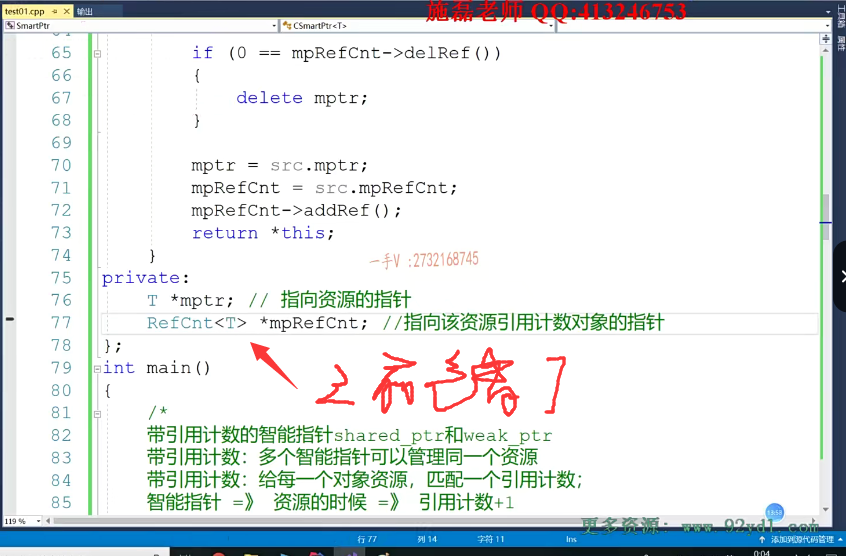 施磊老师 QQ:413246753
test01.cpp 输出
SmartPtr CSmartPtr<T>
65 if (0 == mpRefCnt->delRef())
66 {
67 delete mptr;
68 }
69
70 mptr = src.mptr;
71 mpRefCnt = src.mpRefCnt;
72 mpRefCnt->addRef();
73 return *this;
74 }
一手V :2732168745
75 private:
76 T *mptr; // 指向资源的指针
77 RefCnt<T> *mpRefCnt; //指向该资源引用计数对象的指针
78 };
之前包错了
79 int main()
80 {
81 /*
82 带引用计数的智能指针shared_ptr和weak_ptr
83 带引用计数: 多个智能指针可以管理同一个资源
84 带引用计数: 给每一个对象资源, 匹配一个引用计数;
85 智能指针 =》 资源的时候 =》 引用计数+1
119 %
更多资源: www.92vdl.com
行 77 列 14 字符 11 Ins 添加到源代码管理
0:04